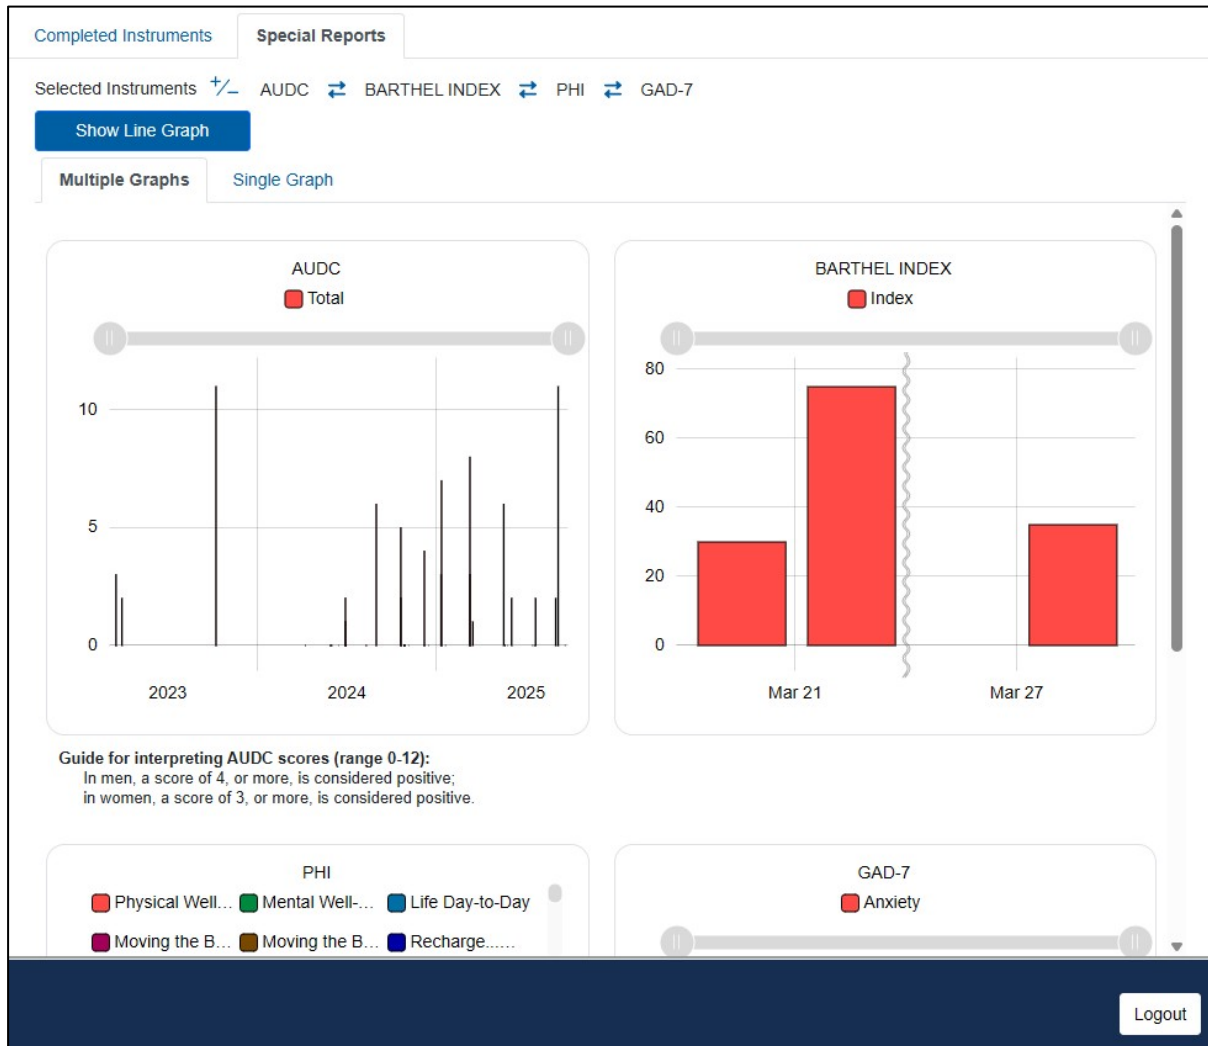 Completed Instruments Special Reports
Selected Instruments +/- AUDC ⇄ BARTHEL INDEX ⇄ PHI ⇄ GAD-7
Show Line Graph
Multiple Graphs Single Graph
AUDC
Total
10
5
0
2023 2024 2025
BARTHEL INDEX
Index
80
60
40
20
0
Mar 21 Mar 27
Guide for interpreting AUDC scores (range 0-12):
In men, a score of 4, or more, is considered positive;
in women, a score of 3, or more, is considered positive.
PHI
Physical Well... Mental Well-... Life Day-to-Day
Moving the B... Moving the B... Recharge......
GAD-7
Anxiety
Logout